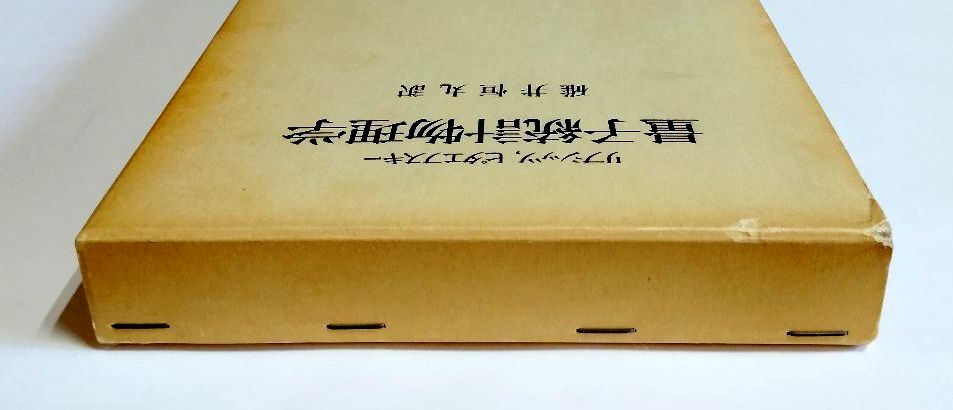 リフシッツ, ピタエフスキー
量子統計物理学
碓井恒丸訳